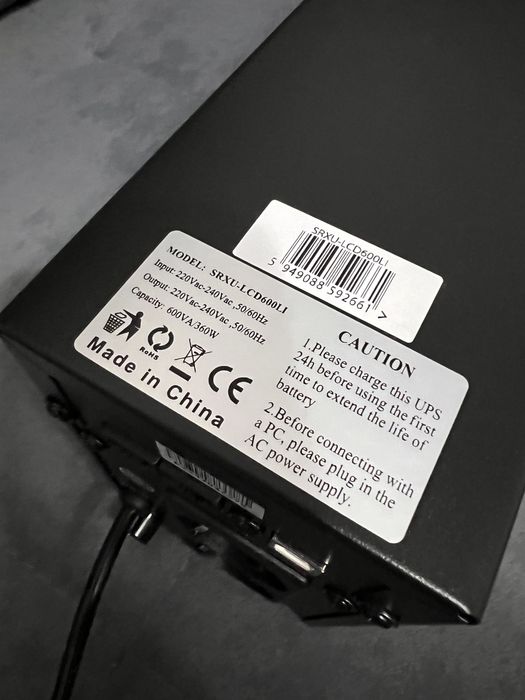 SRXU-LCD600LI
5 949088 592661 >
MODEL: SRXU-LCD600LI
Input: 220Vac-240Vac ,50/60Hz
Output: 220Vac-240Vac ,50/60Hz
Capacity: 600VA/360W
RoHS
CE
Made in China
CAUTION
1.Please charge this UPS
24h before using the first
time to extend the life of
battery
2.Before connecting with
a PC, please plug in the
AC power supply.